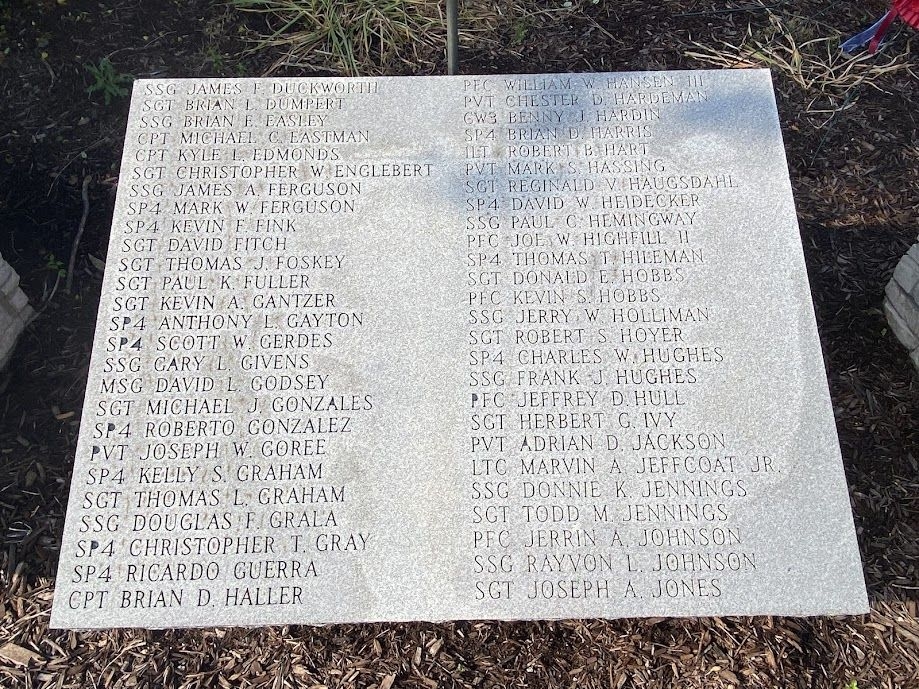 SSG JAMES F. DUCKWORTH
SGT BRIAN L. DUMPERT
SSG BRIAN E. EASLEY
CPT MICHAEL C. EASTMAN
CPT KYLE L. EDMONDS
SGT CHRISTOPHER W. ENGLEBERT
SSG JAMES A. FERGUSON
SP4 MARK W. FERGUSON
SP4 KEVIN F. FINK
SGT DAVID FITCH
SGT THOMAS J. FOSKEY
SGT PAUL K. FULLER
SGT KEVIN A. GANTZER
SP4 ANTHONY L. GAYTON
SP4 SCOTT W. GERDES
SSG GARY L. GIVENS
MSG DAVID L. GODSEY
SGT MICHAEL J. GONZALES
SP4 ROBERTO GONZALEZ
PVT JOSEPH W. GOREE
SP4 KELLY S. GRAHAM
SGT THOMAS L. GRAHAM
SSG DOUGLAS F. GRALA
SP4 CHRISTOPHER T. GRAY
SP4 RICARDO GUERRA
CPT BRIAN D. HALLER
PFC WILLIAM W. HANSEN III
PVT CHESTER D. HARDEMAN
CW3 BENNY J. HARDIN
SP4 BRIAN D. HARRIS
1LT ROBERT B. HART
PVT MARK S. HASSING
SGT REGINALD V. HAUGSDAHL
SP4 DAVID W. HEIDECKER
SSG PAUL C. HEMINGWAY
PFC JOE W. HIGHFILL II
SP4 THOMAS T. HILEMAN
SGT DONALD E. HOBBS
PFC KEVIN S. HOBBS
SSG JERRY W. HOLLIMAN
SGT ROBERT S. HOYER
SP4 CHARLES W. HUGHES
SSG FRANK J. HUGHES
PFC JEFFREY D. HULL
SGT HERBERT G. IVY
PVT ADRIAN D. JACKSON
LTC MARVIN A. JEFFCOAT JR.
SSG DONNIE K. JENNINGS
SGT TODD M. JENNINGS
PFC JERRIN A. JOHNSON
SSG RAYVON L. JOHNSON
SGT JOSEPH A. JONES